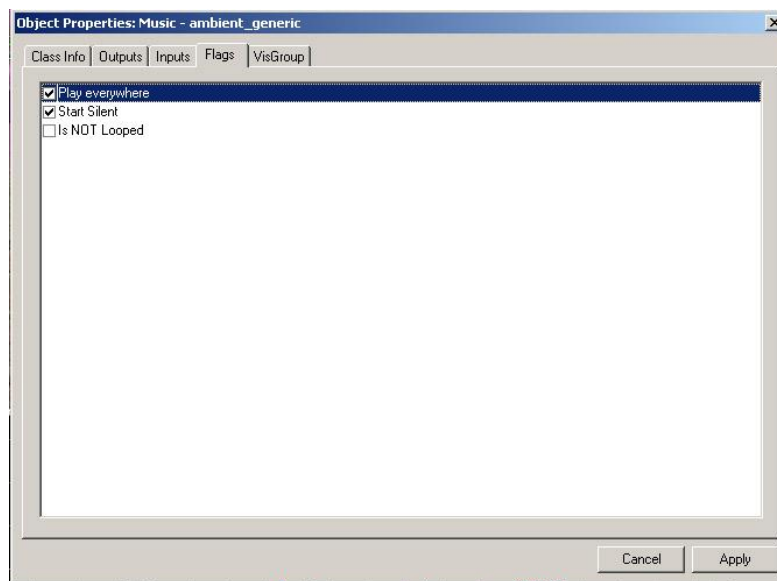 Object Properties: Music - ambient_generic
Class Info Outputs Inputs Flags VisGroup
Play everywhere
Start Silent
Is NOT Looped
Cancel Apply